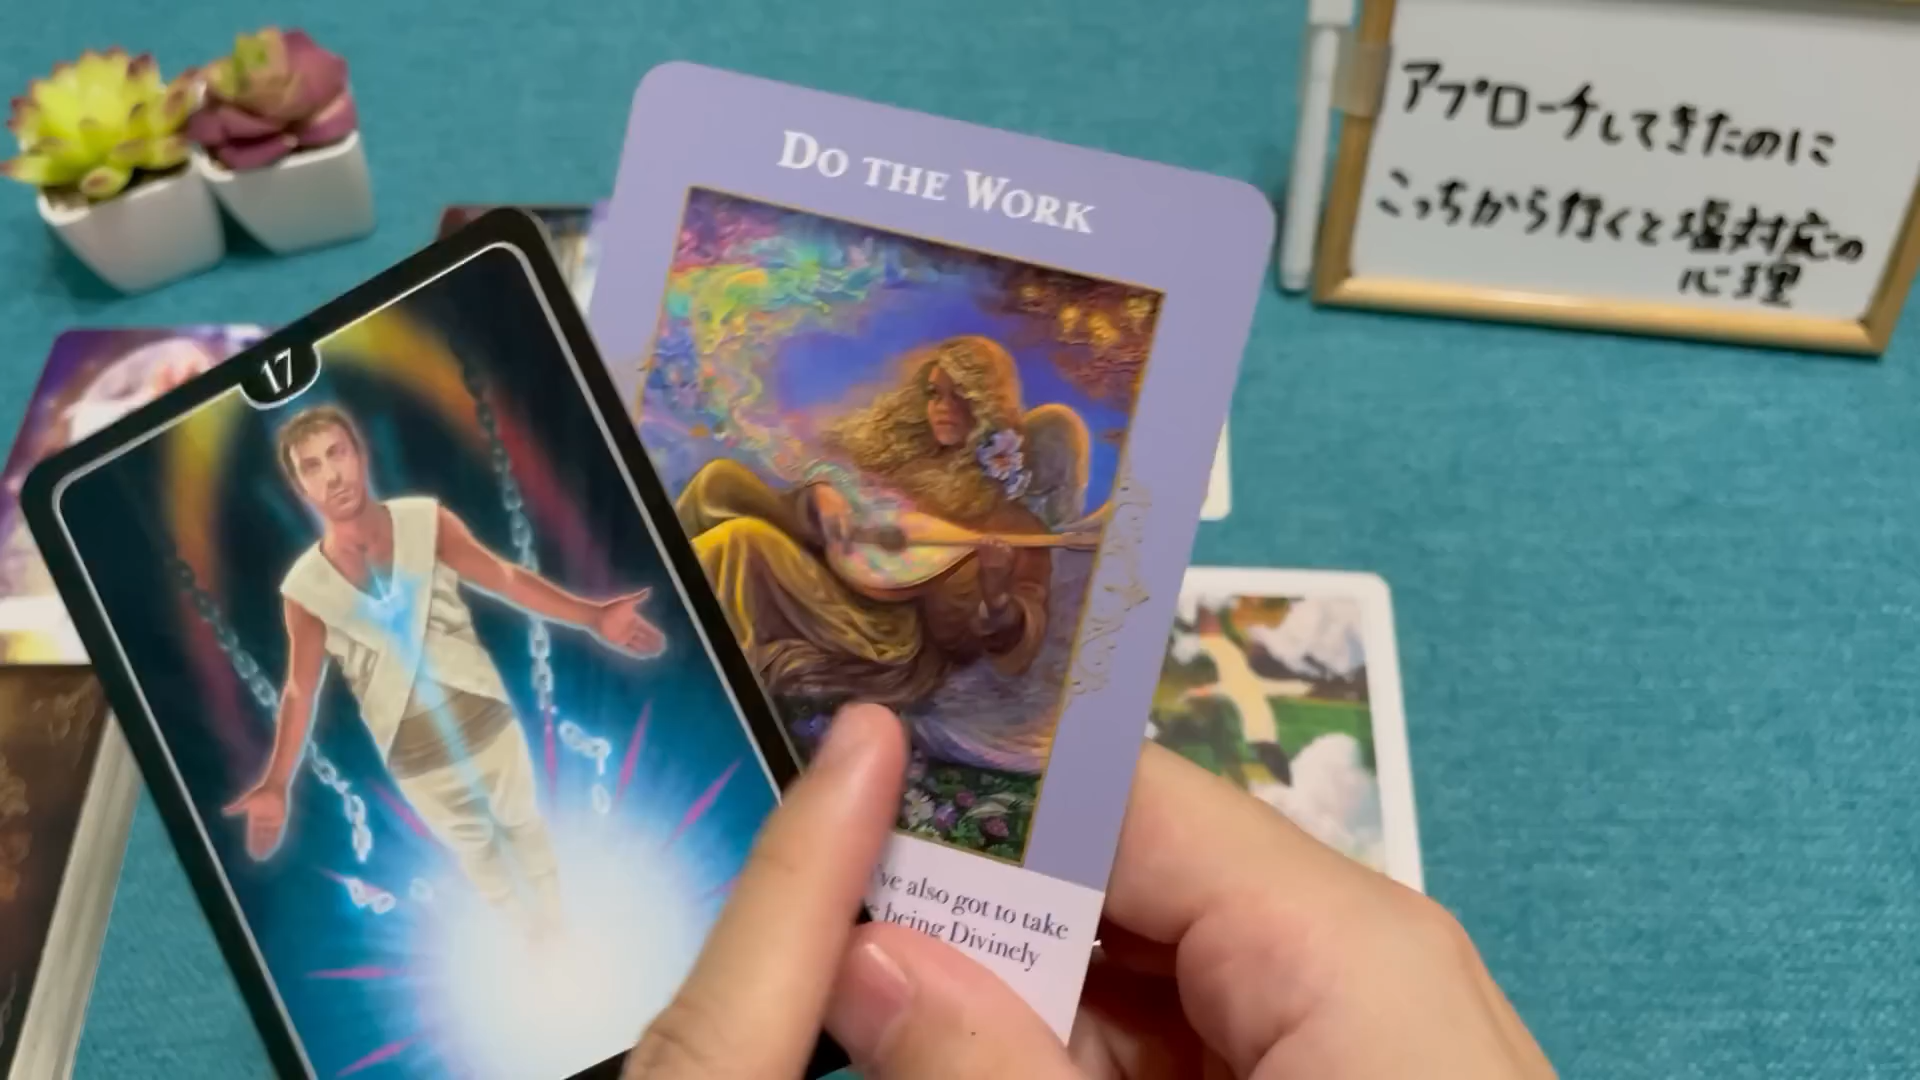 アプローチしてきたのに
こっちから行くと塩対応の
心理
DO THE WORK
17
've also got to take
being Divinely